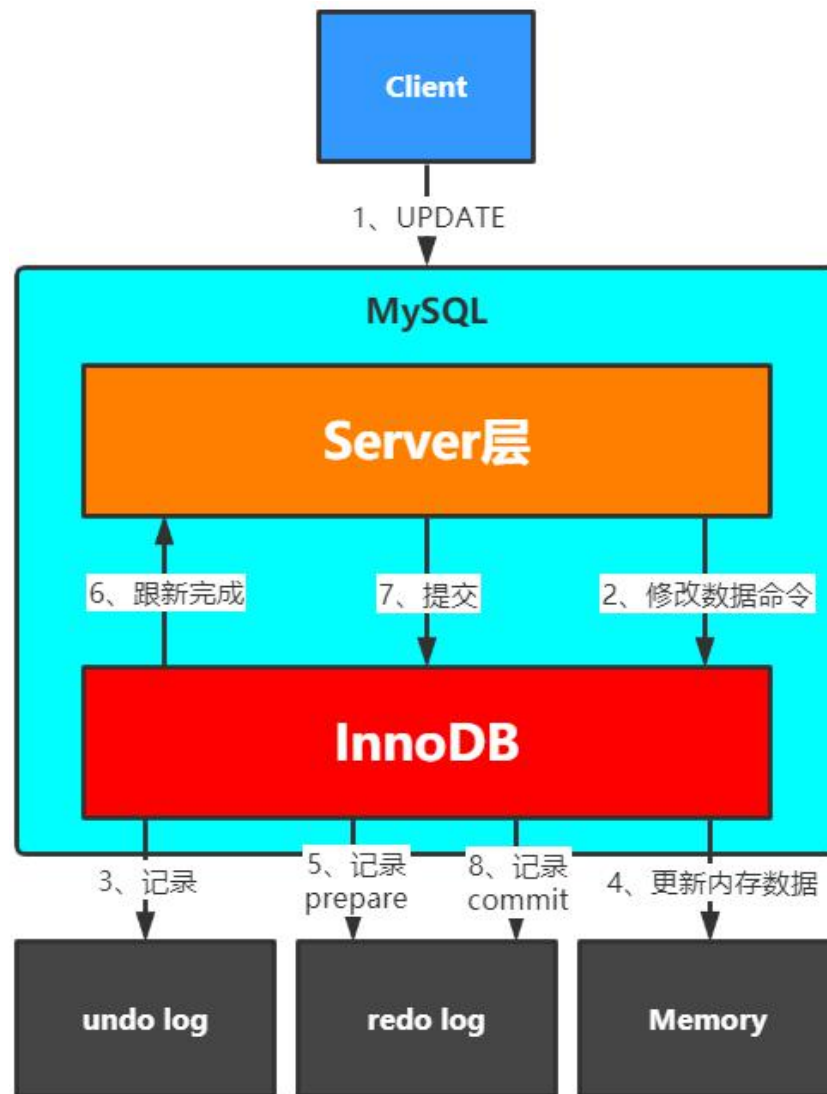 Client
1、UPDATE
MySQL
Server层
6、跟新完成
7、提交
2、修改数据命令
InnoDB
3、记录
5、记录
prepare
8、记录
commit
4、更新内存数据
undo log
redo log
Memory